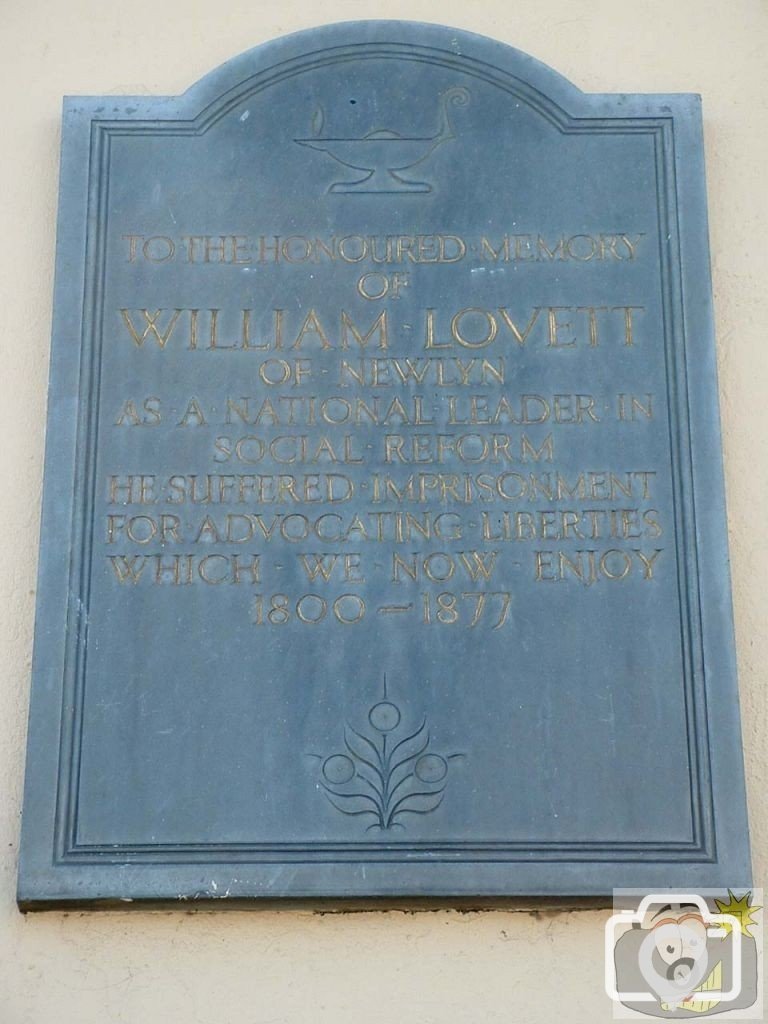 TO·THE·HONOURED·MEMORY
OF
WILLIAM·LOVETT
OF·NEWLYN
AS·A·NATIONAL·LEADER·IN
SOCIAL·REFORM
HE·SUFFERED·IMPRISONMENT
FOR·ADVOCATING·LIBERTIES
WHICH·WE·NOW·ENJOY
1800—1877